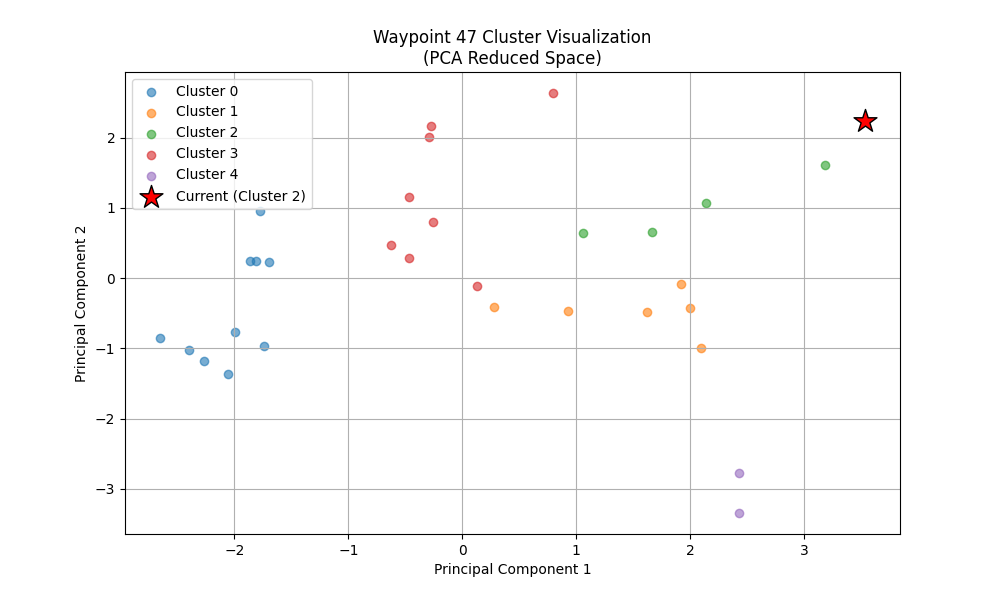 Waypoint 47 Cluster Visualization
(PCA Reduced Space)
Cluster 0
Cluster 1
Cluster 2
Cluster 3
Cluster 4
Current (Cluster 2)
Principal Component 2
2
1
0
−1
−2
−3
−2
−1
0
1
2
3
Principal Component 1